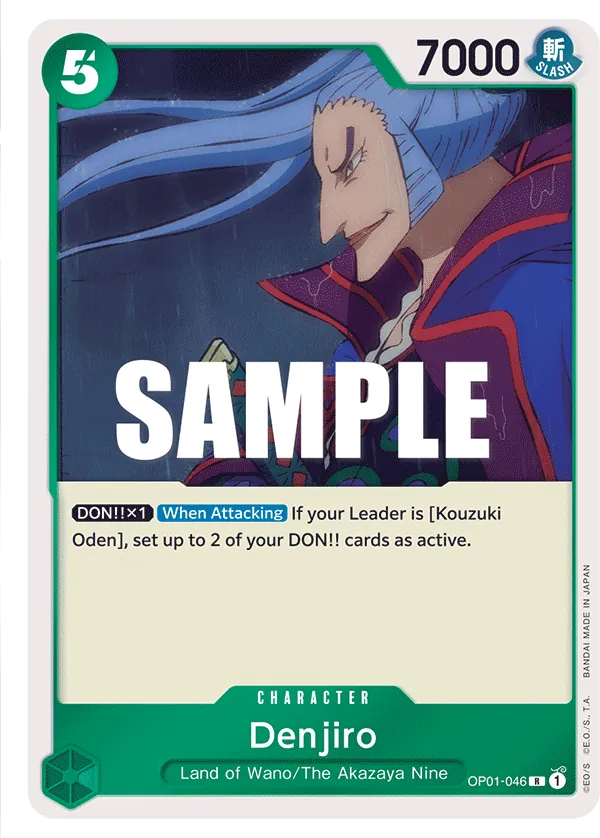 5
7000
斬
SLASH
SAMPLE
DON!!×1 When Attacking If your Leader is [Kouzuki
Oden], set up to 2 of your DON!! cards as active.
CHARACTER
Denjiro
Land of Wano/The Akazaya Nine
OP01-046 R 1
©EO/S ©E.O./S., T.A. BANDAI MADE IN JAPAN